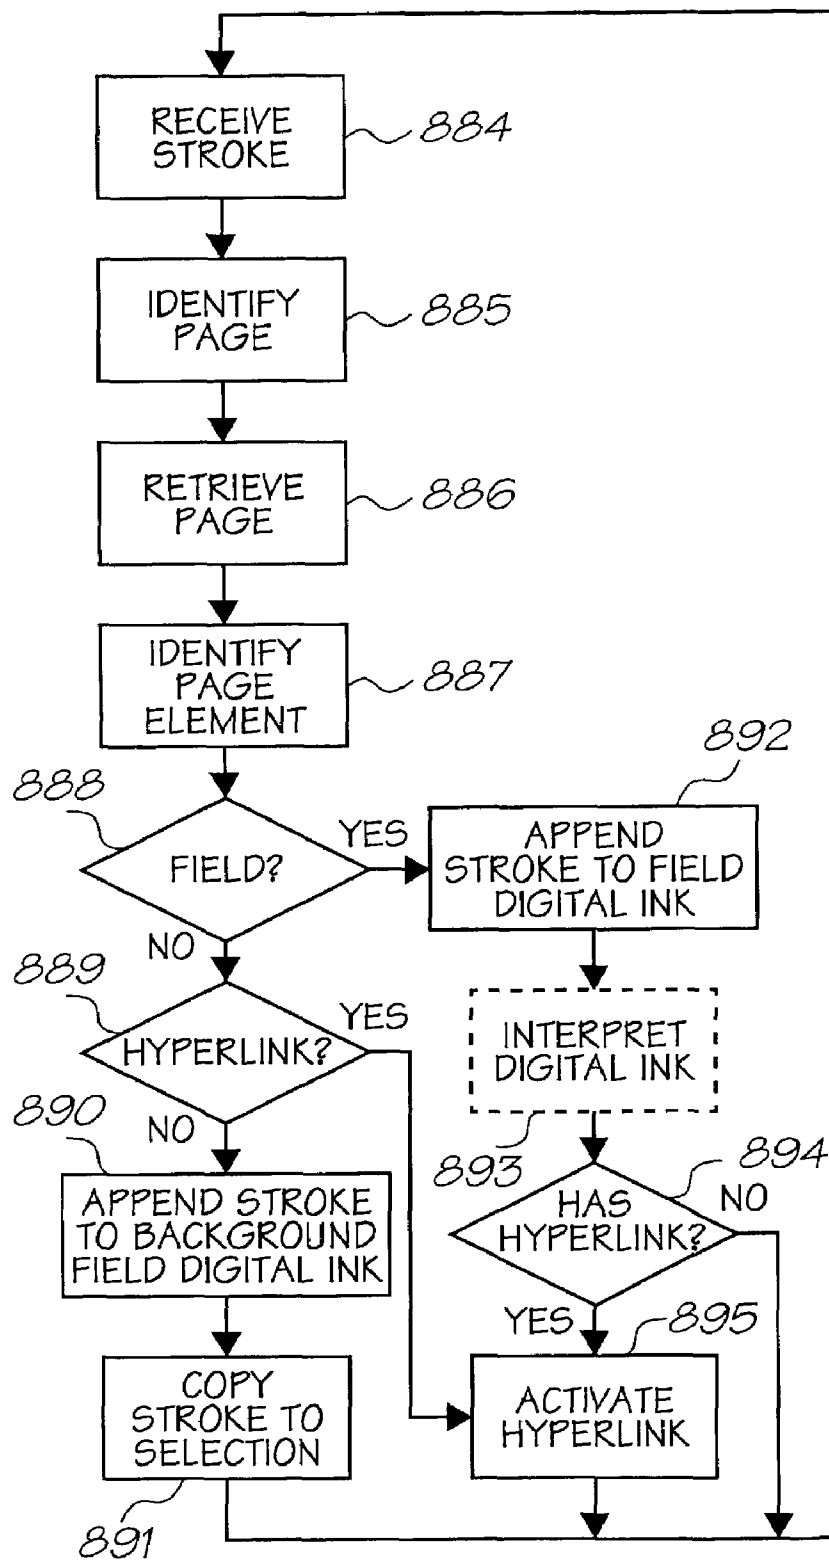 RECEIVE
STROKE
884
IDENTIFY
PAGE
885
RETRIEVE
PAGE
886
IDENTIFY
PAGE
ELEMENT
887
888
FIELD?
YES
NO
892
APPEND
STROKE TO FIELD
DIGITAL INK
889
HYPERLINK?
YES
NO
INTERPRET
DIGITAL INK
893
890
APPEND STROKE
TO BACKGROUND
FIELD DIGITAL INK
894
HAS
HYPERLINK?
NO
YES
895
COPY
STROKE TO
SELECTION
891
ACTIVATE
HYPERLINK